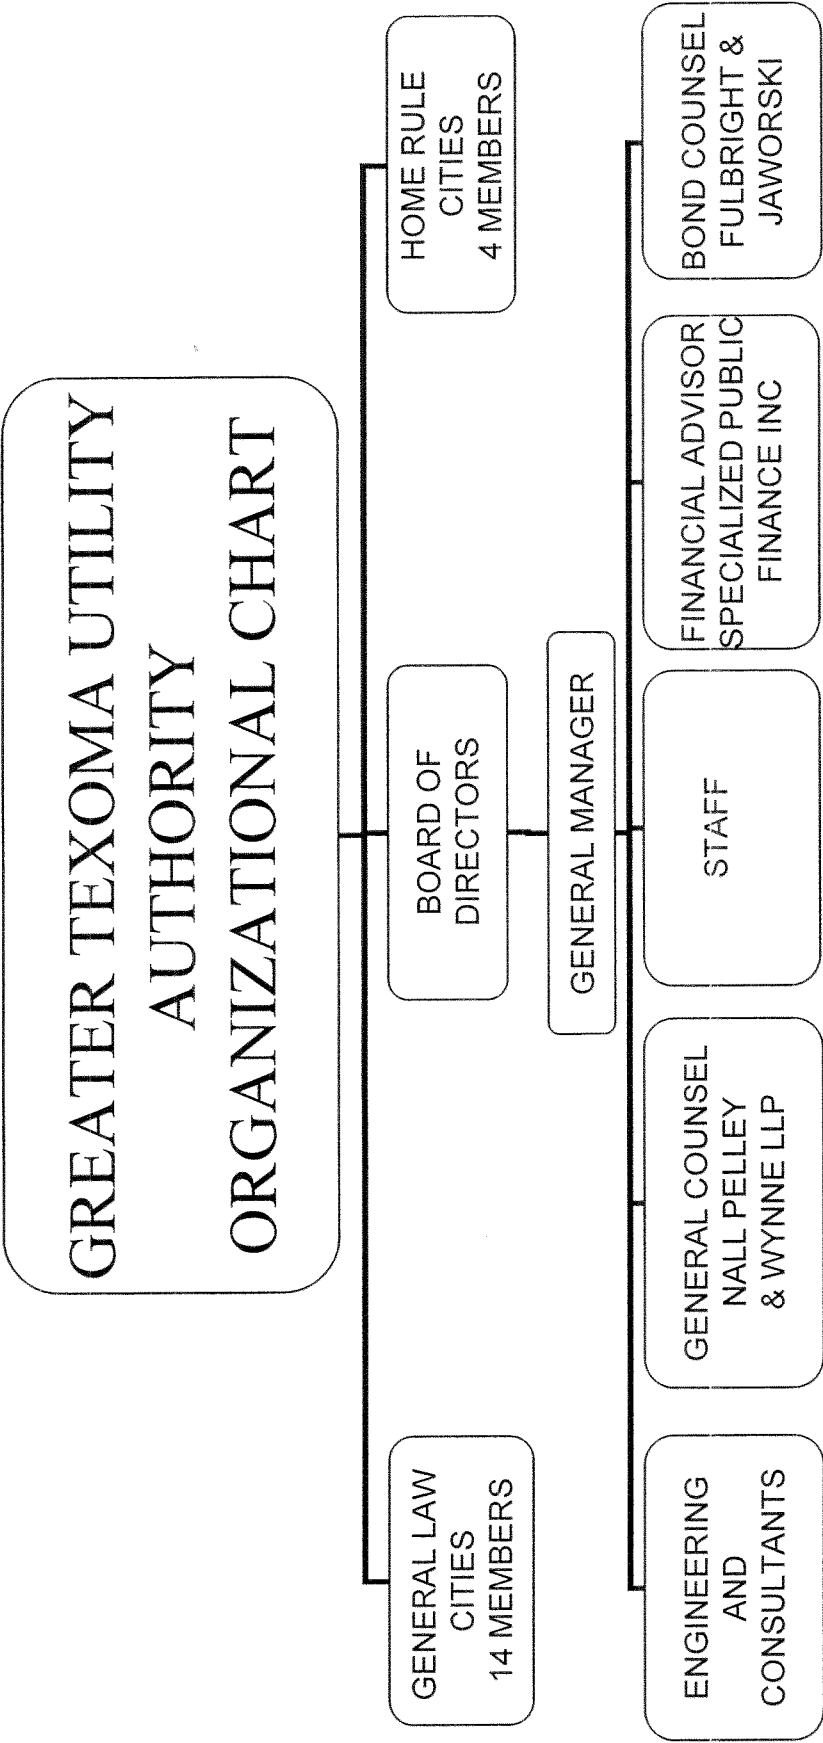 GREATER TEXOMA UTILITY
AUTHORITY
ORGANIZATIONAL CHART
GENERAL LAW
CITIES
14 MEMBERS
BOARD OF
DIRECTORS
HOME RULE
CITIES
4 MEMBERS
GENERAL MANAGER
ENGINEERING
AND
CONSULTANTS
GENERAL COUNSEL
NALL PELLEY
& WYNNE LLP
STAFF
FINANCIAL ADVISOR
SPECIALIZED PUBLIC
FINANCE INC
BOND COUNSEL
FULBRIGHT &
JAWORSKI